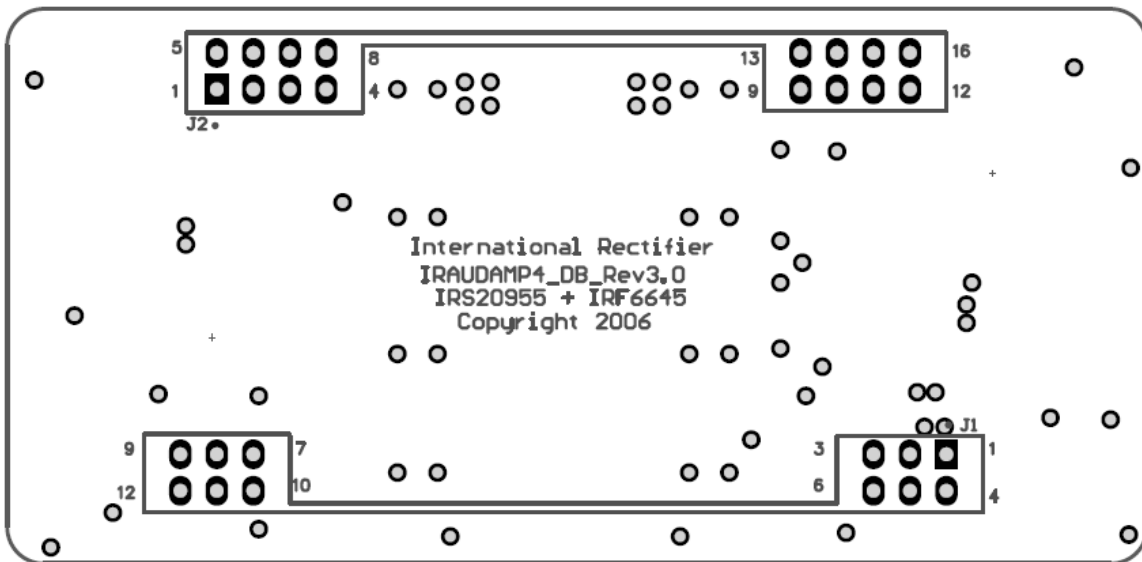 5 8 13 16
1 4 9 12
J2
International Rectifier
IRAUDAMP4_DB_Rev3.0
IRS20955 + IRF6645
Copyright 2006
J1
9 7 3 1
12 10 6 4